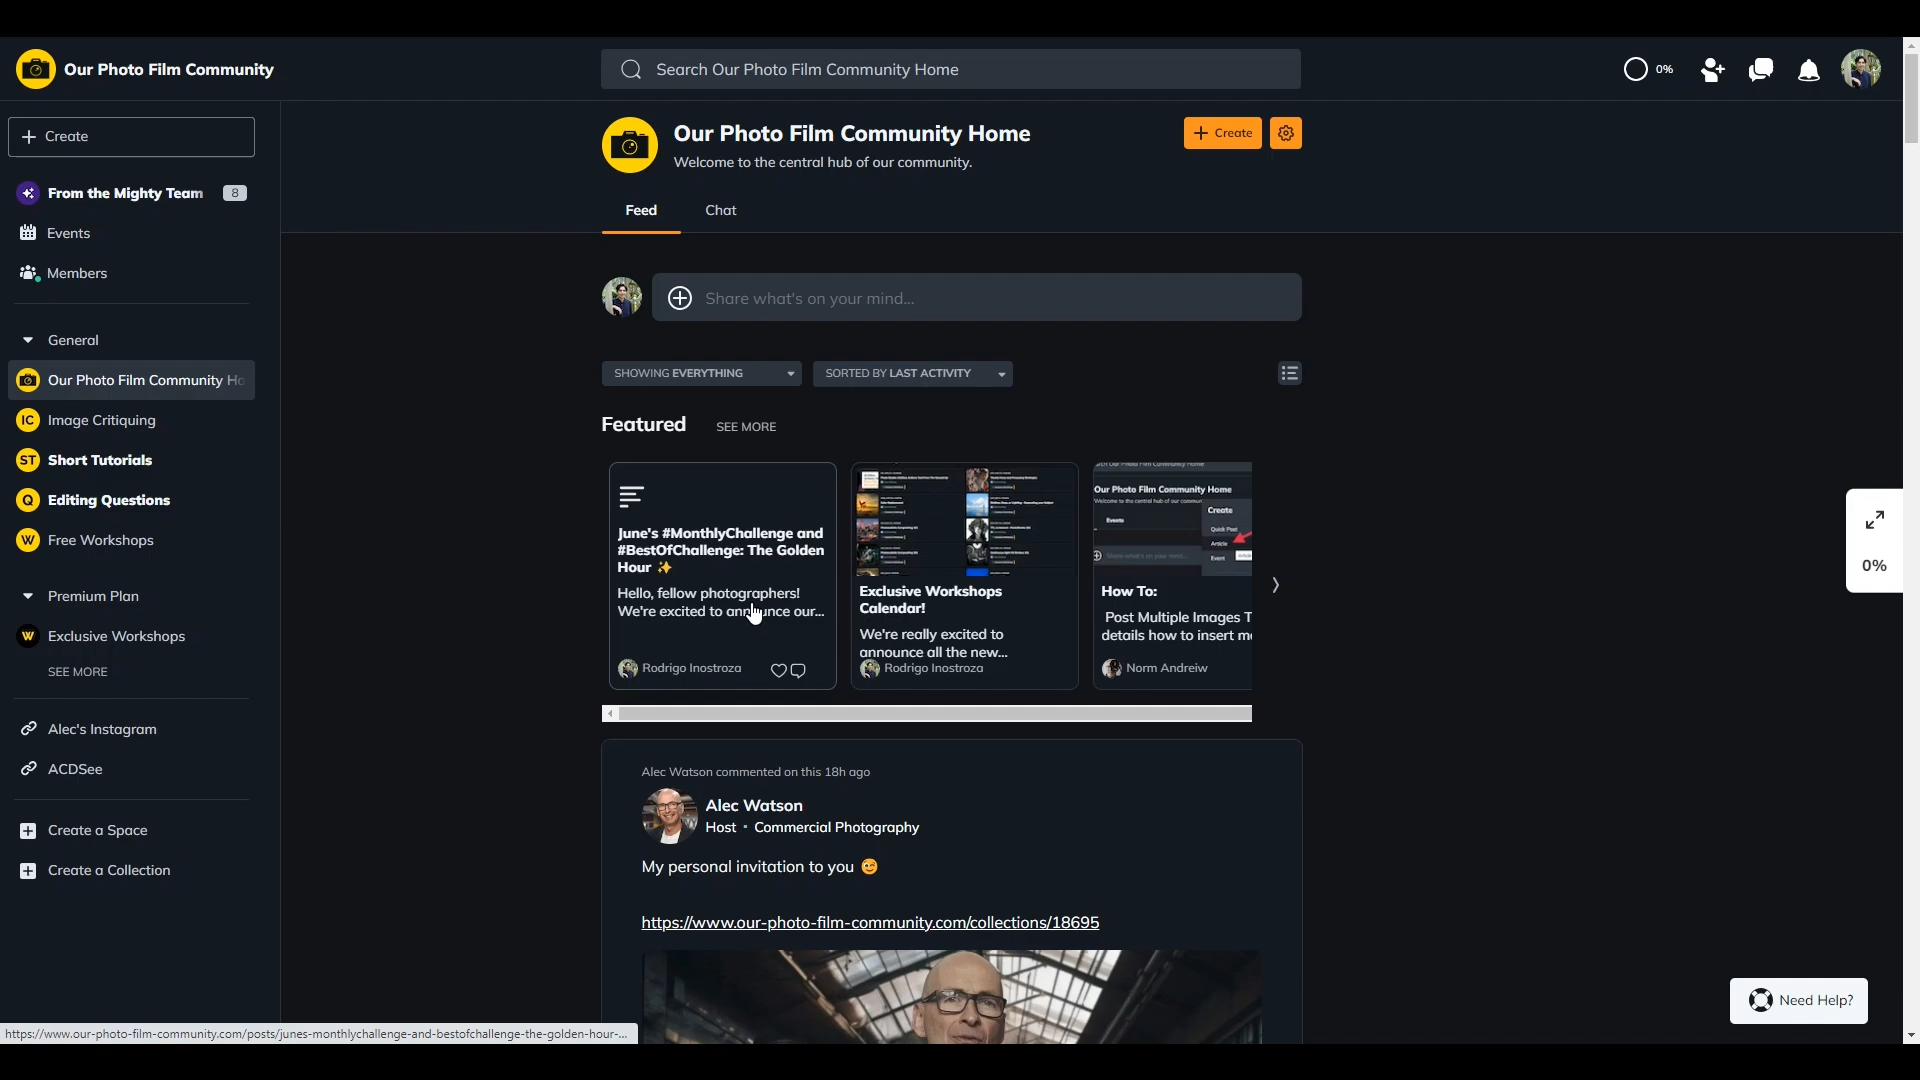 Our Photo Film Community
Search Our Photo Film Community Home
0%
Create
From the Mighty Team
8
Events
Members
General
Our Photo Film Community Ho
Image Critiquing
Short Tutorials
Editing Questions
Free Workshops
Premium Plan
Exclusive Workshops
SEE MORE
Alec's Instagram
ACDSee
Create a Space
Create a Collection
IC
ST
Q
W
W
Our Photo Film Community Home
Welcome to the central hub of our community.
Create
Feed
Chat
Share what's on your mind...
SHOWING EVERYTHING
SORTED BY LAST ACTIVITY
Featured
SEE MORE
June's #MonthlyChallenge and
#BestOfChallenge: The Golden
Hour ✨
Hello, fellow photographers!
We're excited to announce our...
Rodrigo Inostroza
Exclusive Workshops
Calendar!
We're really excited to
announce all the new...
Rodrigo Inostroza
Our Photo Film Community Home
Create
Events
Quick Post
Article
Event
How To:
Post Multiple Images T
details how to insert m
Norm Andreiw
Alec Watson commented on this 18h ago
Alec Watson
Host • Commercial Photography
My personal invitation to you 😊
https://www.our-photo-film-community.com/collections/18695
0%
Need Help?
https://www.our-photo-film-community.com/posts/junes-monthlychallenge-and-bestofchallenge-the-golden-hour-...